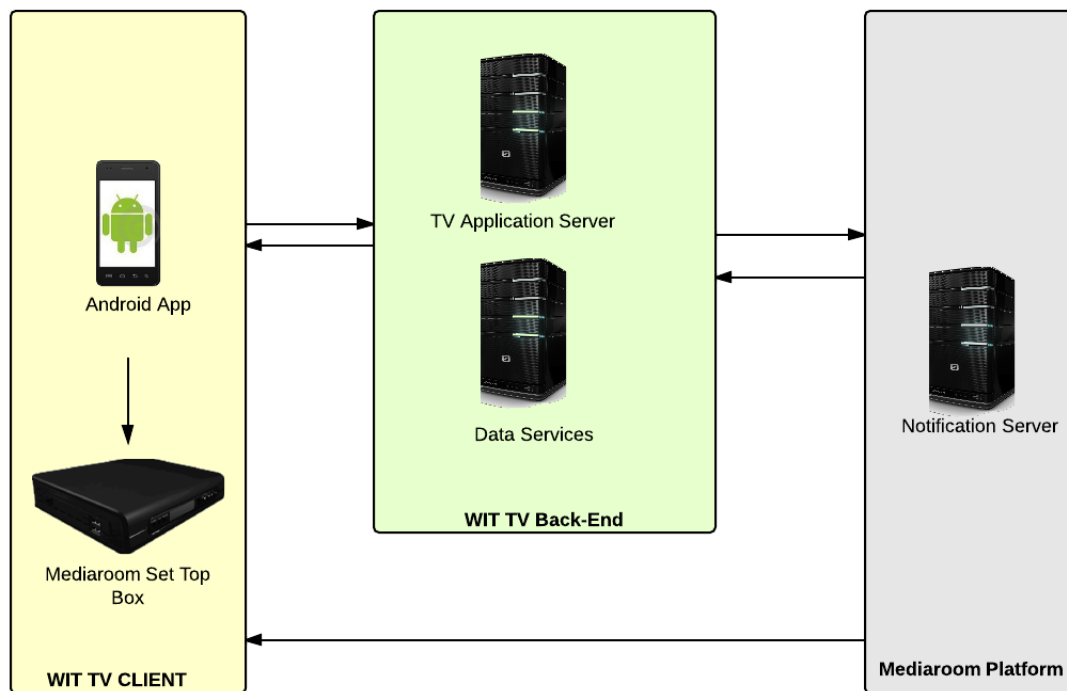 Android App
Mediaroom Set Top
Box
WIT TV CLIENT
TV Application Server
Data Services
WIT TV Back-End
Notification Server
Mediaroom Platform